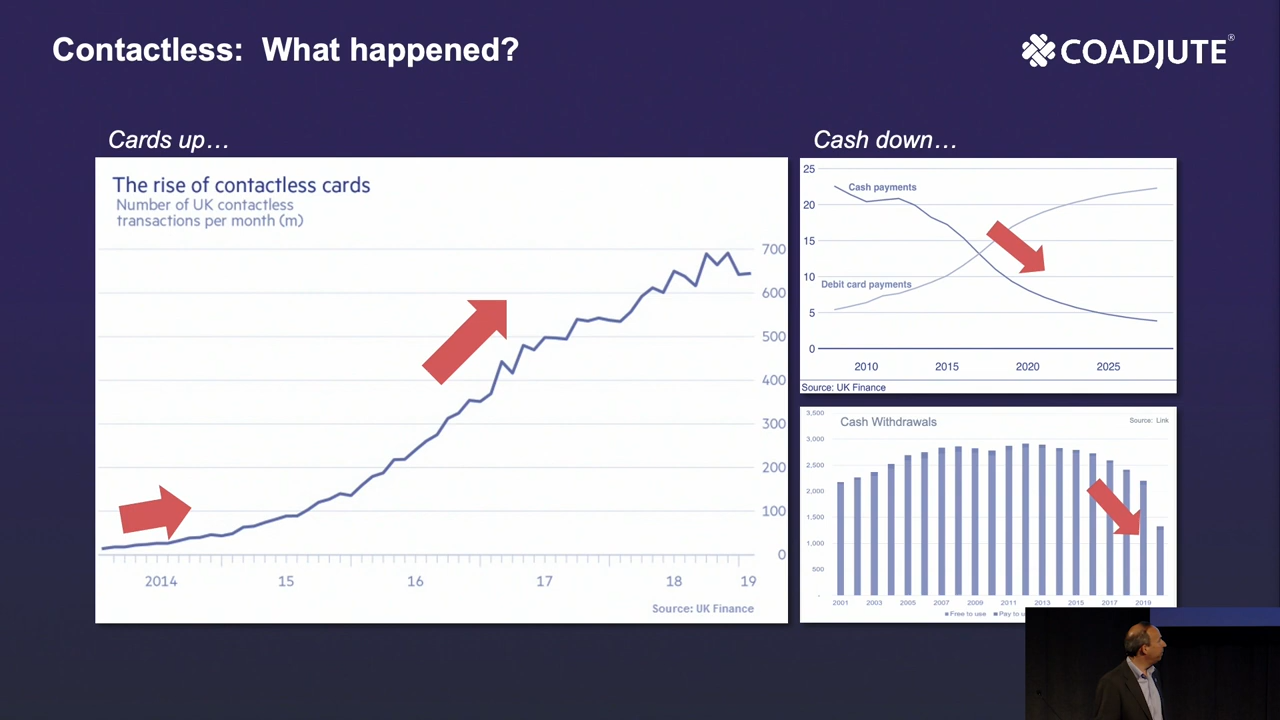 Contactless: What happened?
COADJUTE®
Cards up…
The rise of contactless cards
Number of UK contactless
transactions per month (m)
700
600
500
400
300
200
100
0
2014 15 16 17 18 19
Source: UK Finance
Cash down…
25
20
15
10
5
0
Cash payments
Debit card payments
2010 2015 2020 2025
Source: UK Finance
Cash Withdrawals
Source: Link
3,500
3,000
2,500
2,000
1,500
1,000
500
-
2001 2003 2005 2007 2009 2011 2013 2015 2017 2019
Free to use Pay to u